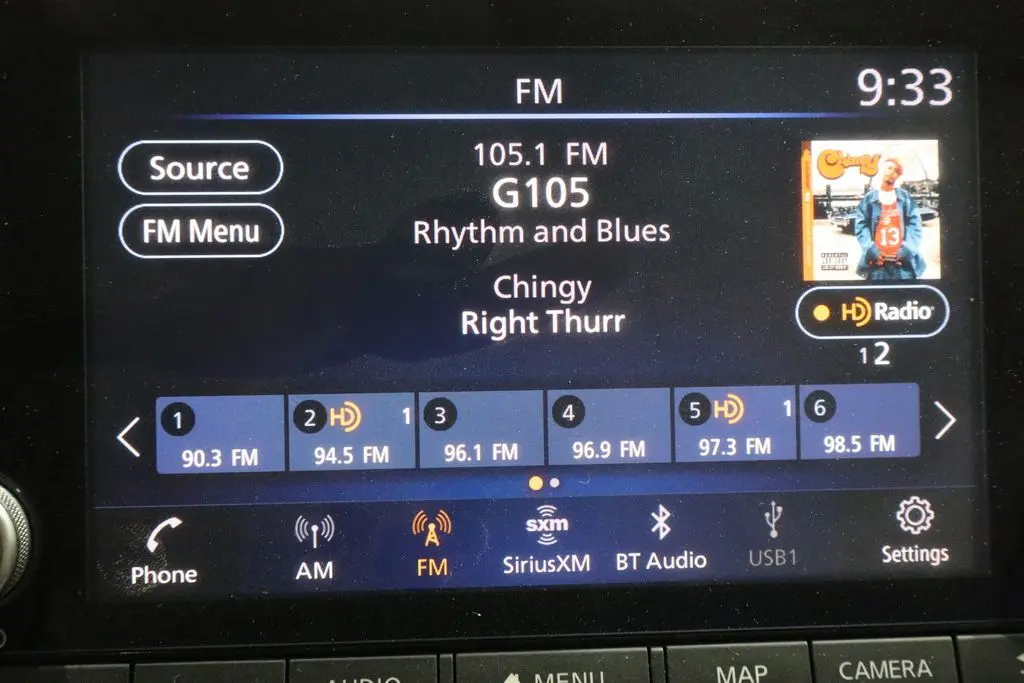 FM
9:33
Source
FM Menu
105.1 FM
G105
Rhythm and Blues
Chingy
Right Thurr
Chingy
13
HD Radio
1 2
1
90.3 FM
2 HD 1
94.5 FM
3
96.1 FM
4
96.9 FM
5 HD 1
97.3 FM
6
98.5 FM
Phone
AM
FM
sxm
SiriusXM
BT Audio
USB1
Settings
AUDIO
MENU
MAP
CAMERA